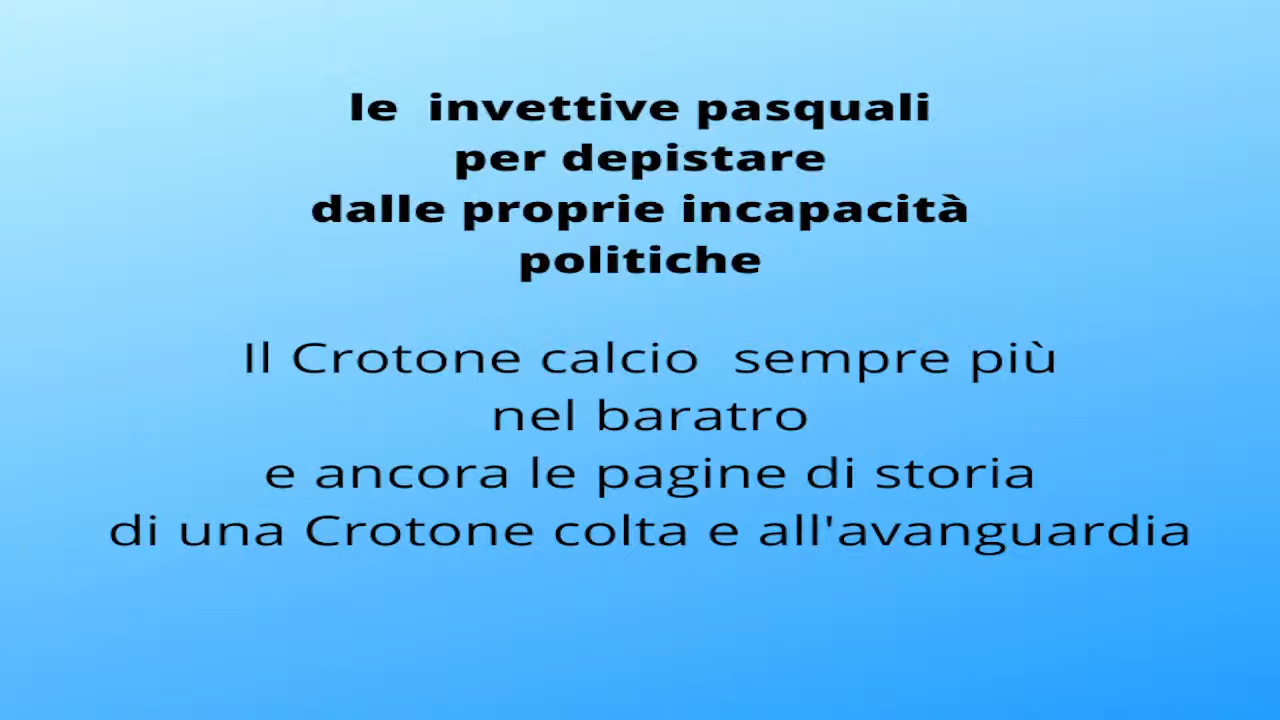 le  invettive pasquali
per depistare
dalle proprie incapacità
politiche
Il Crotone calcio  sempre più
nel baratro
e ancora le pagine di storia
di una Crotone colta e all'avanguardia